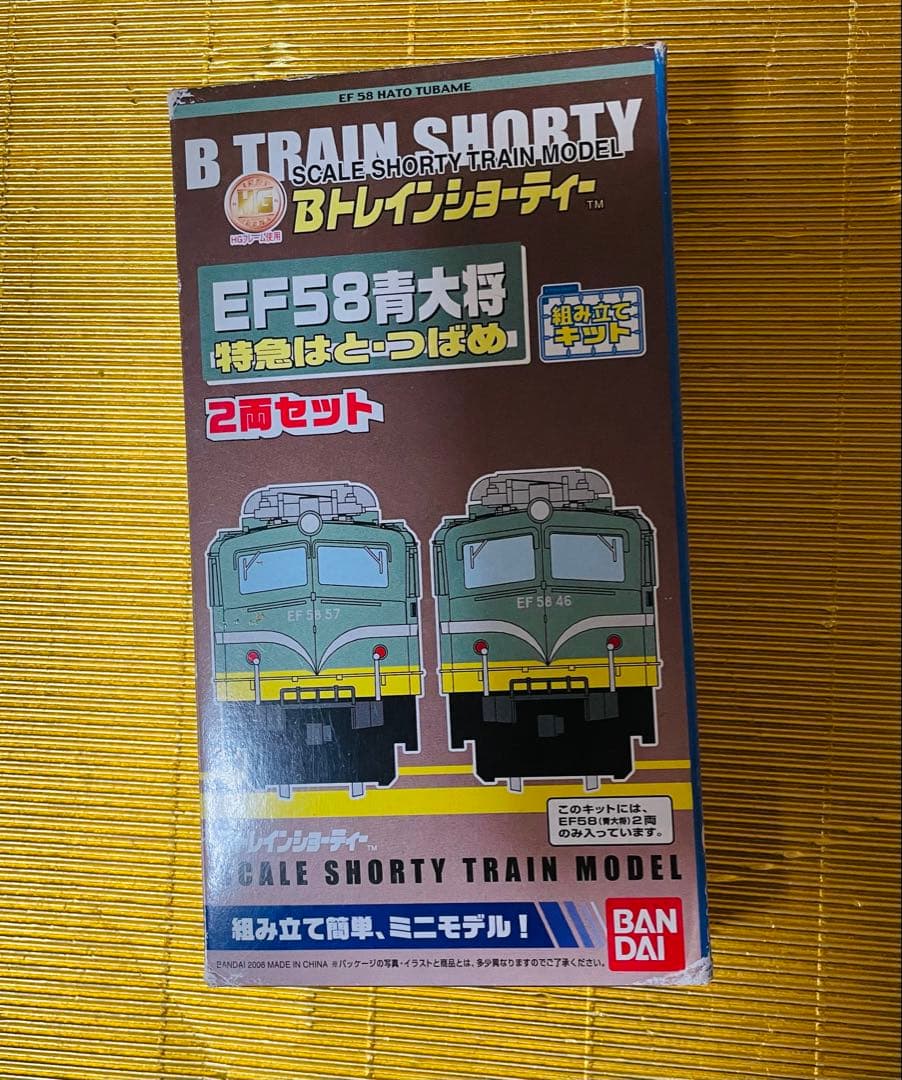 EF 58 HATO TUBAME
B TRAIN SHORTY
SCALE SHORTY TRAIN MODEL
HG
Bトレインショーティー TM
HGフレーム使用
EF58青大将
特急はと・つばめ
組み立て
キット
2両セット
EF 58 57
EF 58 46
このキットには、
EF58(青大将)2両
のみ入っています。
トレインショーティー TM
SCALE SHORTY TRAIN MODEL
組み立て簡単、ミニモデル!
BAN
DAI
BANDAI 2006 MADE IN CHINA ※パッケージの写真・イラストと商品とは、多少異なりますのでご了承ください。